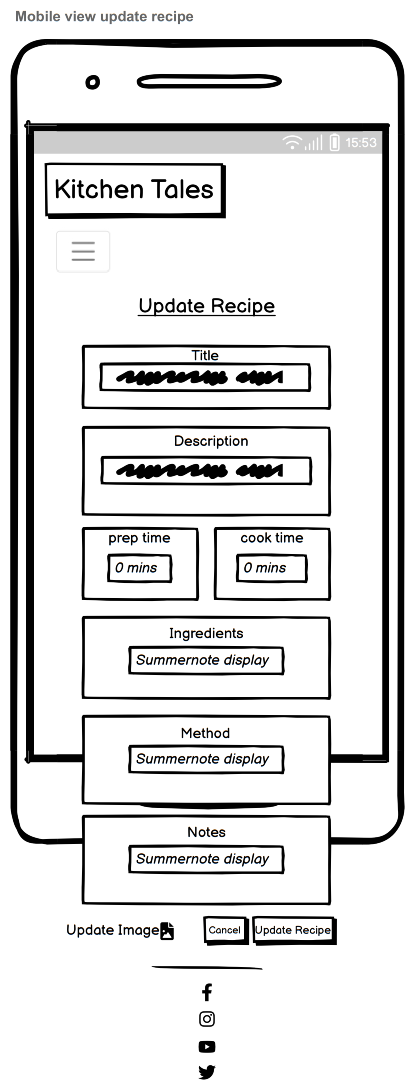 Mobile view update recipe
15:53
Kitchen Tales
Update Recipe
Title
Description
prep time cook time
0 mins 0 mins
Ingredients
Summernote display
Method
Summernote display
Notes
Summernote display
Update Image Cancel Update Recipe